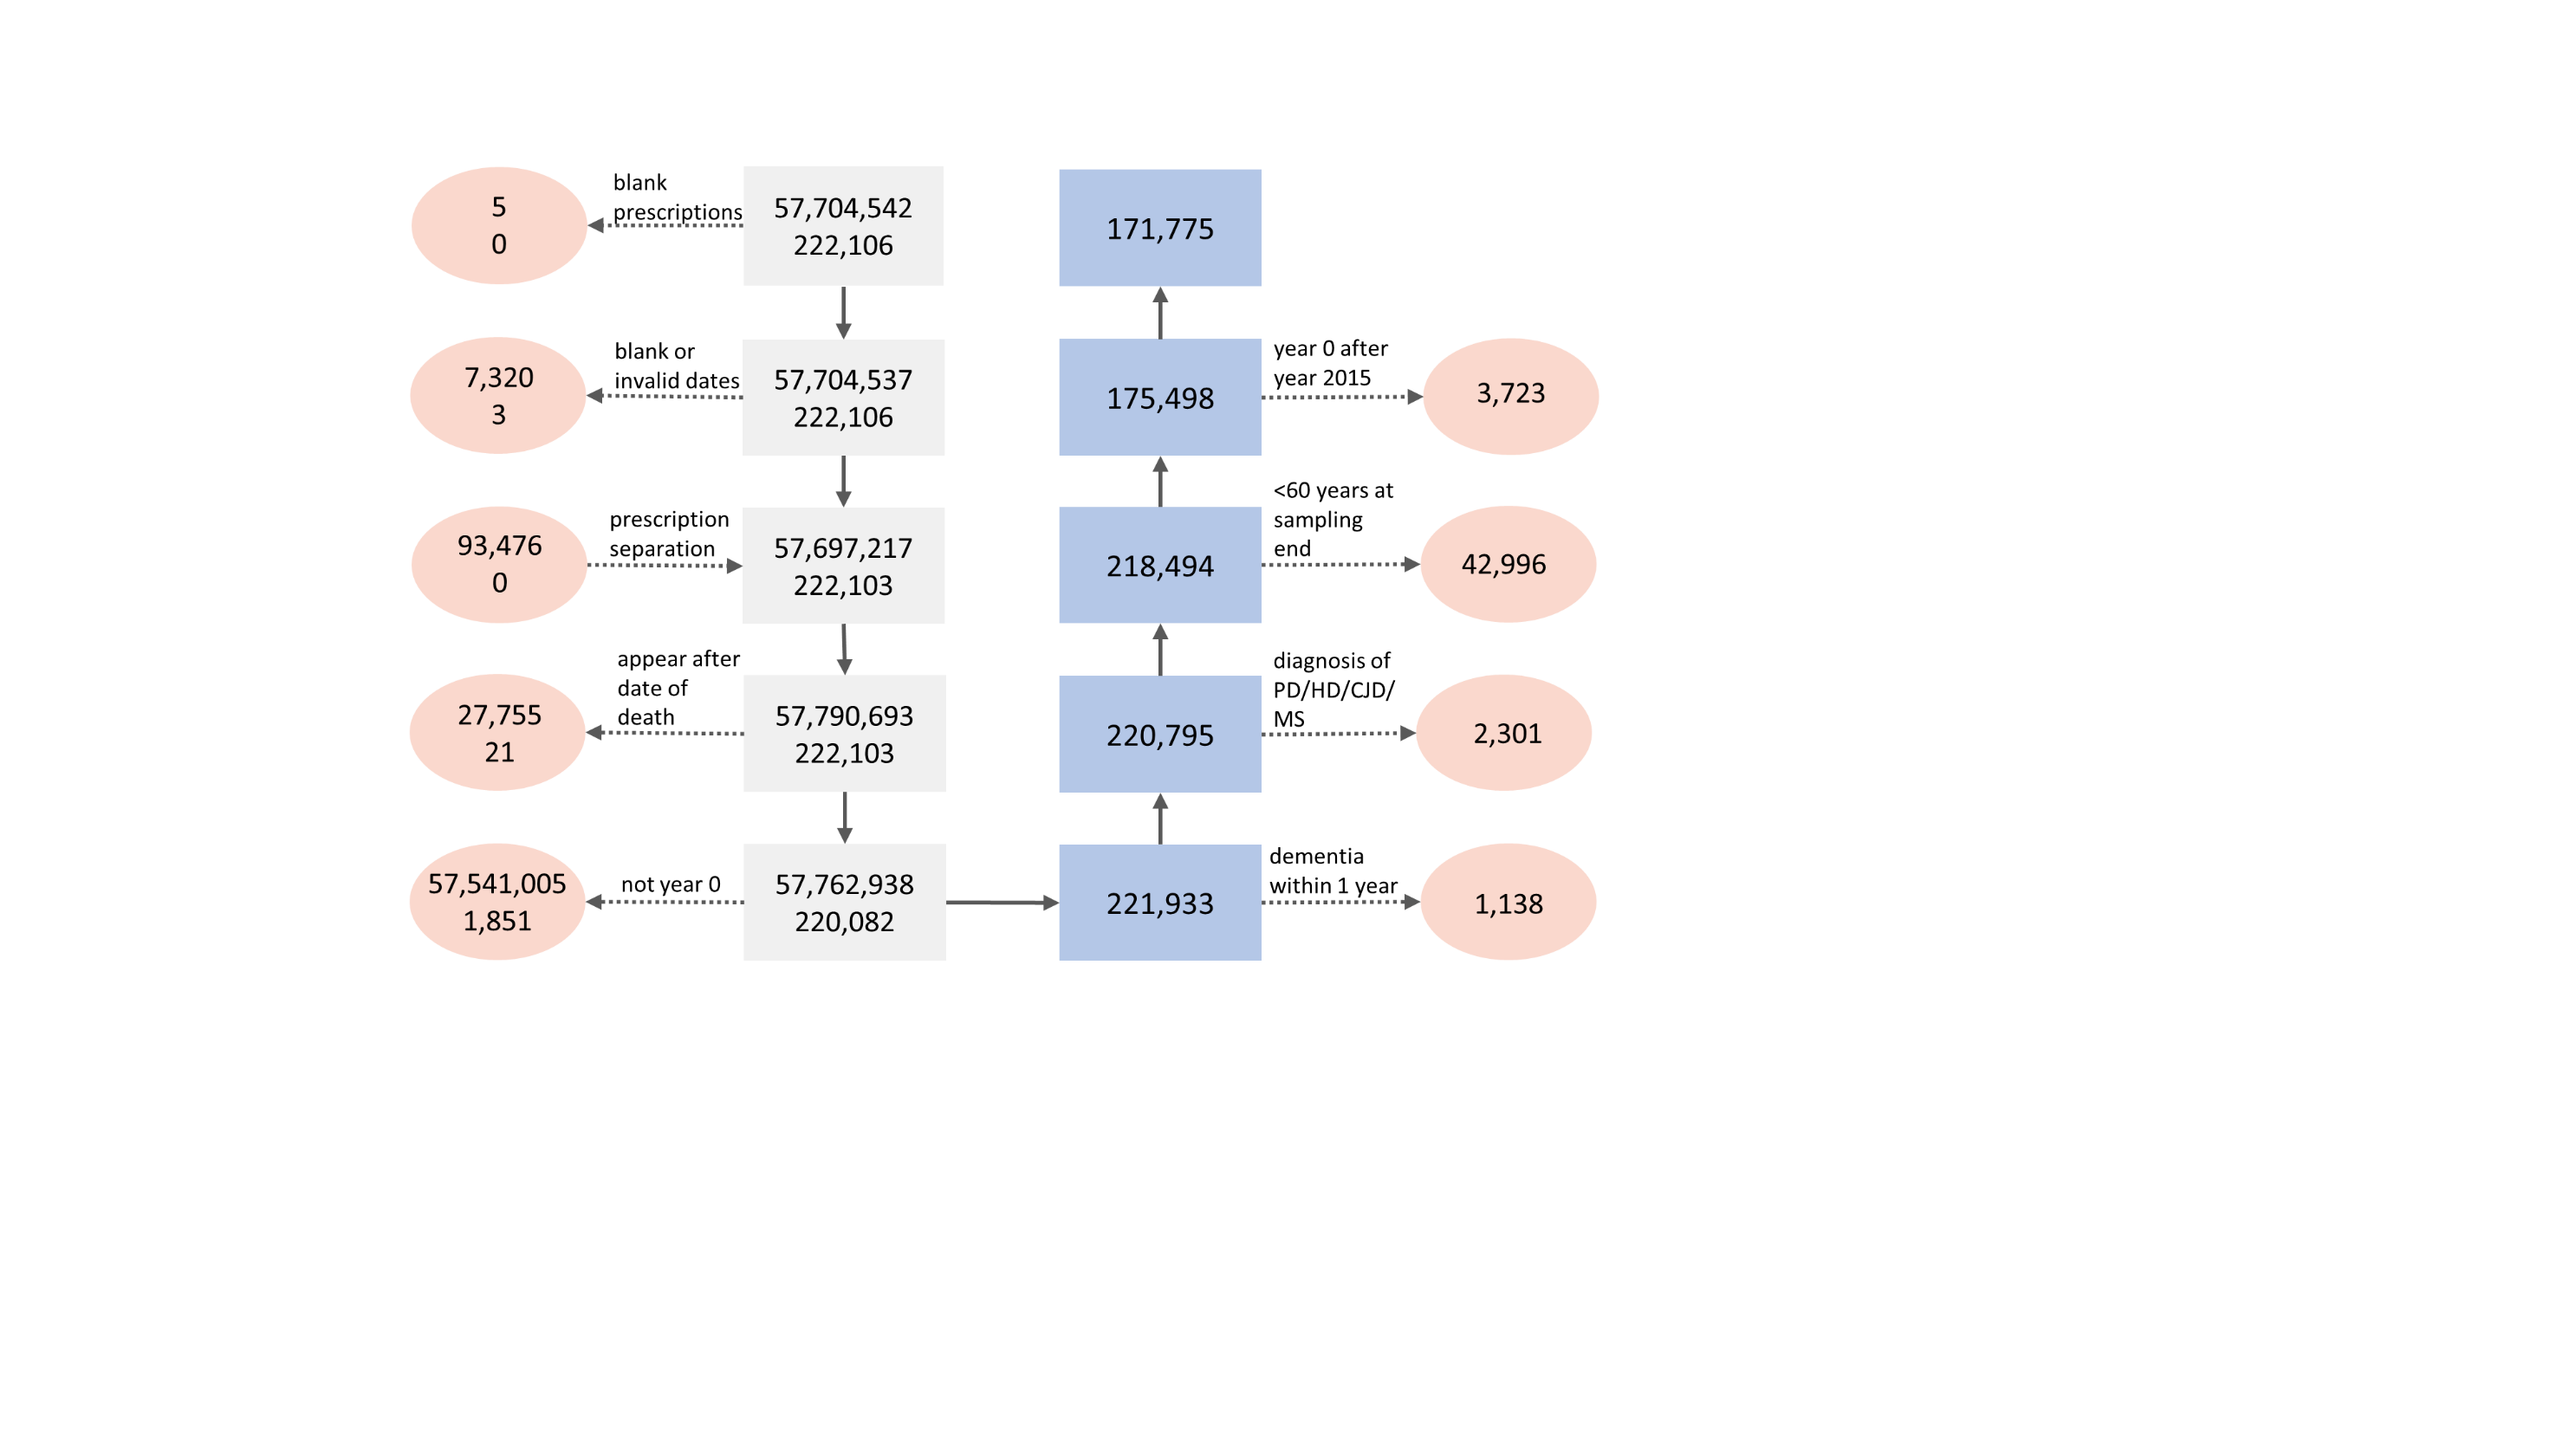 5
0
blank
prescriptions
57,704,542
222,106
171,775
7,320
3
blank or
invalid dates
57,704,537
222,106
175,498
year 0 after
year 2015
3,723
93,476
0
prescription
separation
57,697,217
222,103
218,494
<60 years at
sampling
end
42,996
27,755
21
appear after
date of
death
57,790,693
222,103
220,795
diagnosis of
PD/HD/CJD/
MS
2,301
57,541,005
1,851
not year 0
57,762,938
220,082
221,933
dementia
within 1 year
1,138